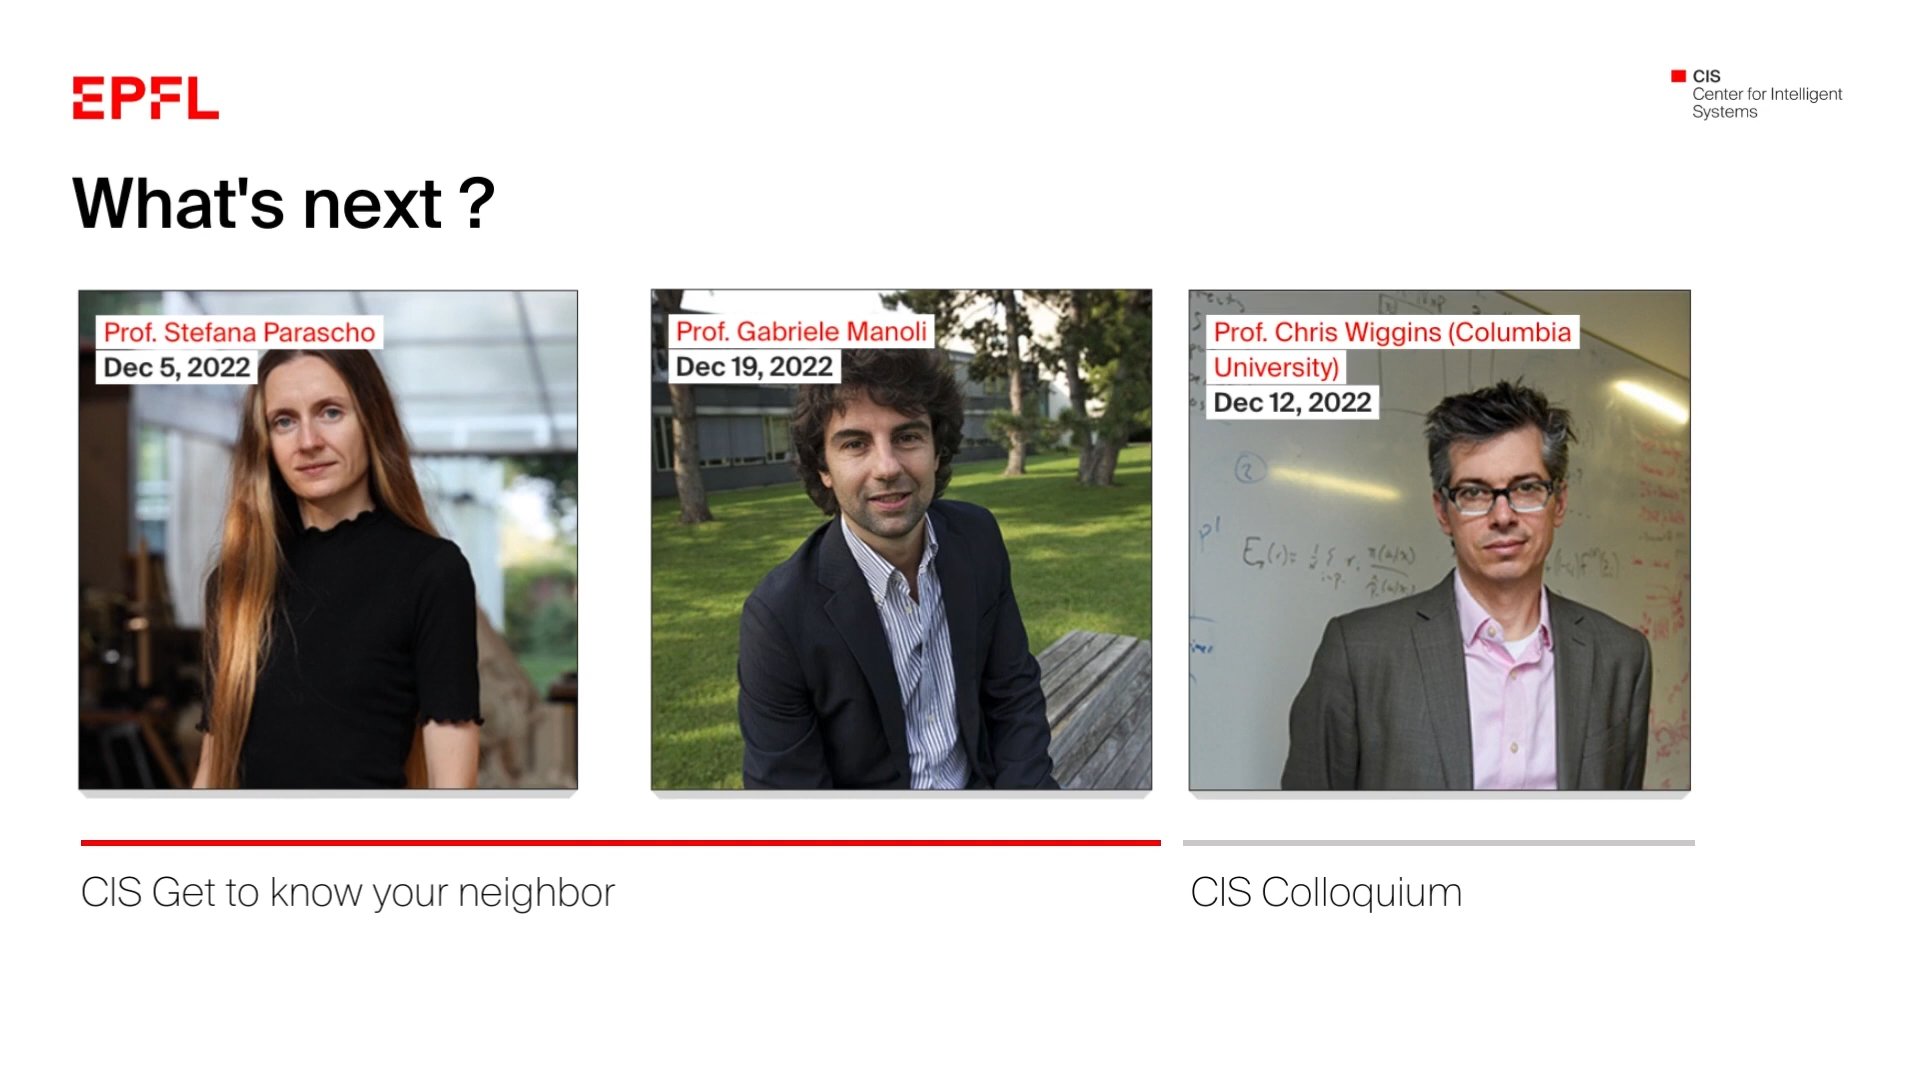 EPFL
CIS
Center for Intelligent
Systems
What's next ?
Prof. Stefana Parascho
Dec 5, 2022
Prof. Gabriele Manoli
Dec 19, 2022
Prof. Chris Wiggins (Columbia
University)
Dec 12, 2022
CIS Get to know your neighbor
CIS Colloquium